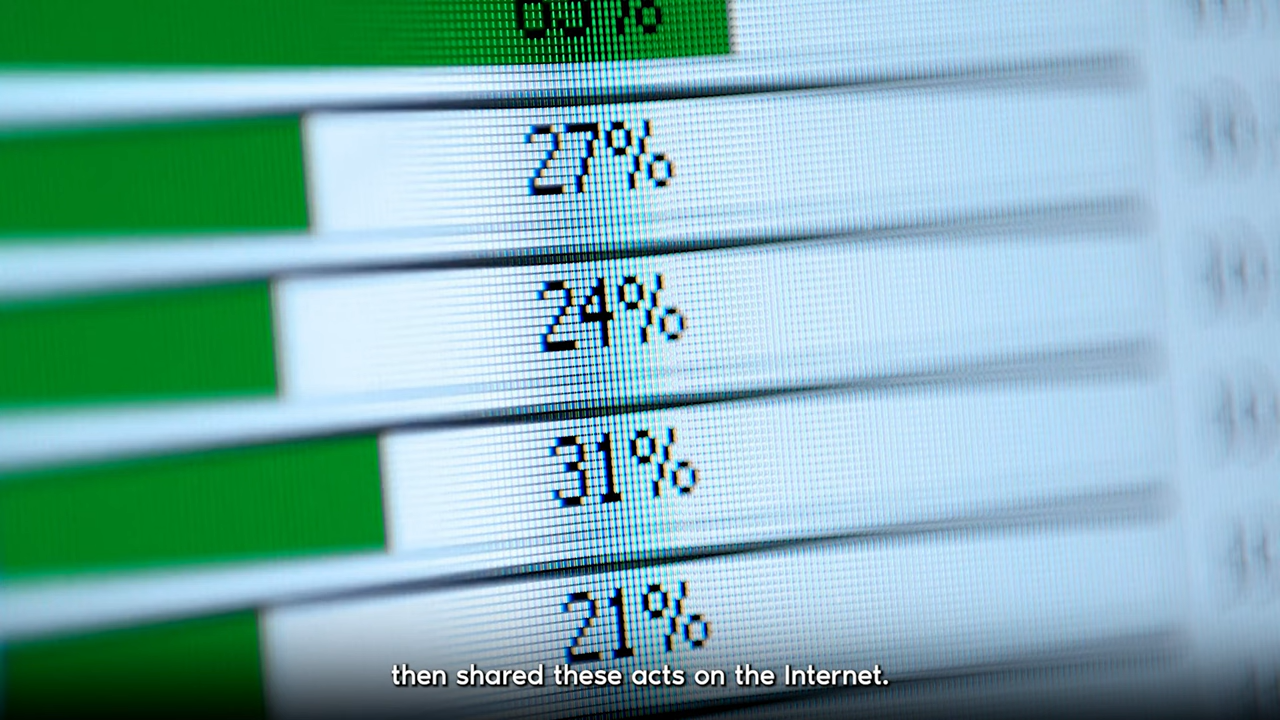 27%
24%
31%
21%
then shared these acts on the Internet.